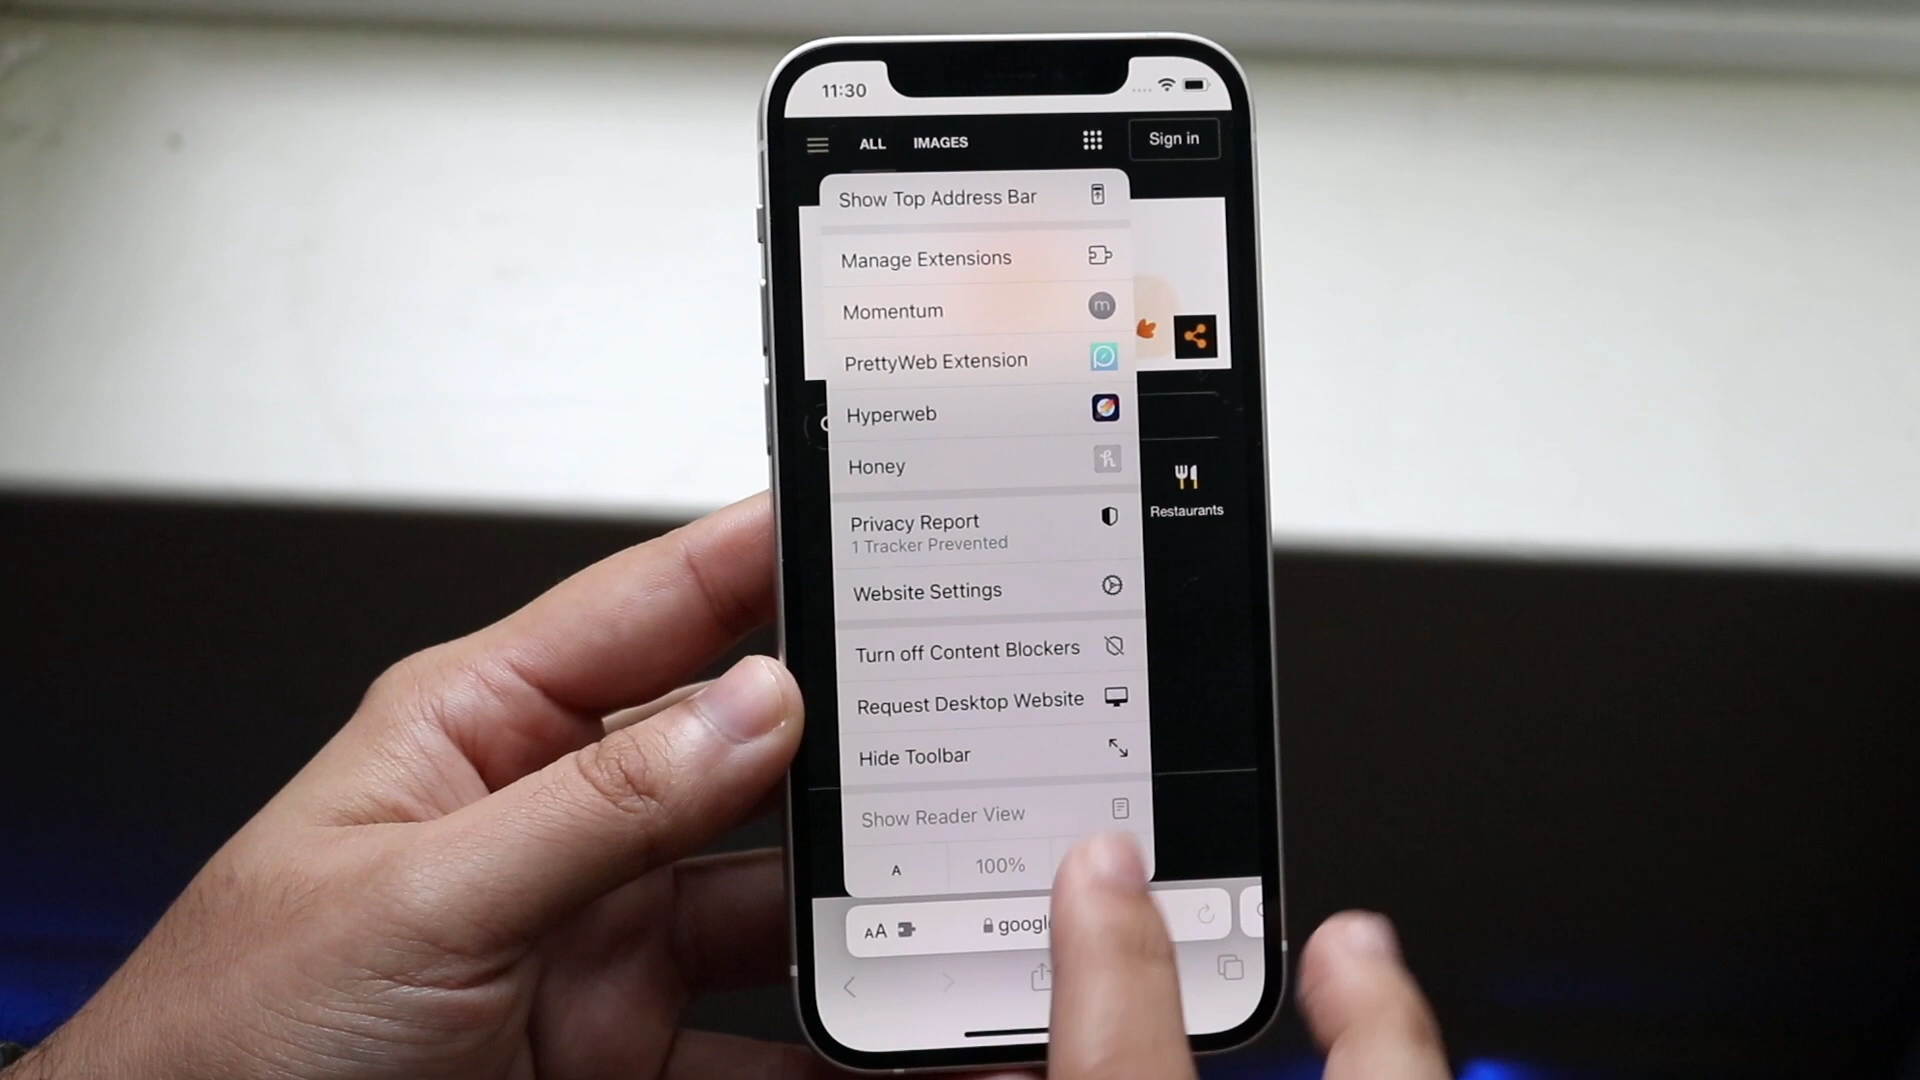 11:30
ALL IMAGES Sign in
Show Top Address Bar
Manage Extensions
Momentum m
PrettyWeb Extension
Hyperweb
Honey h
Privacy Report
1 Tracker Prevented
Restaurants
Website Settings
Turn off Content Blockers
Request Desktop Website
Hide Toolbar
Show Reader View
A 100%
AA googl